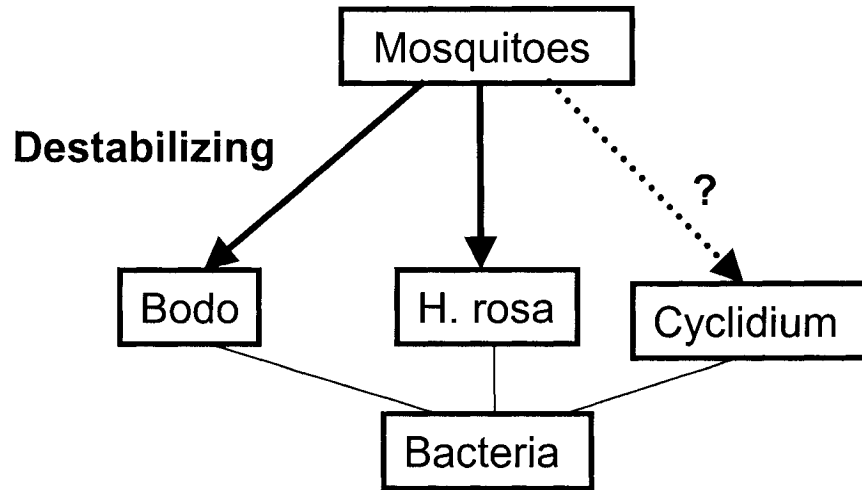 Mosquitoes
Destabilizing
?
Bodo
H. rosa
Cyclidium
Bacteria